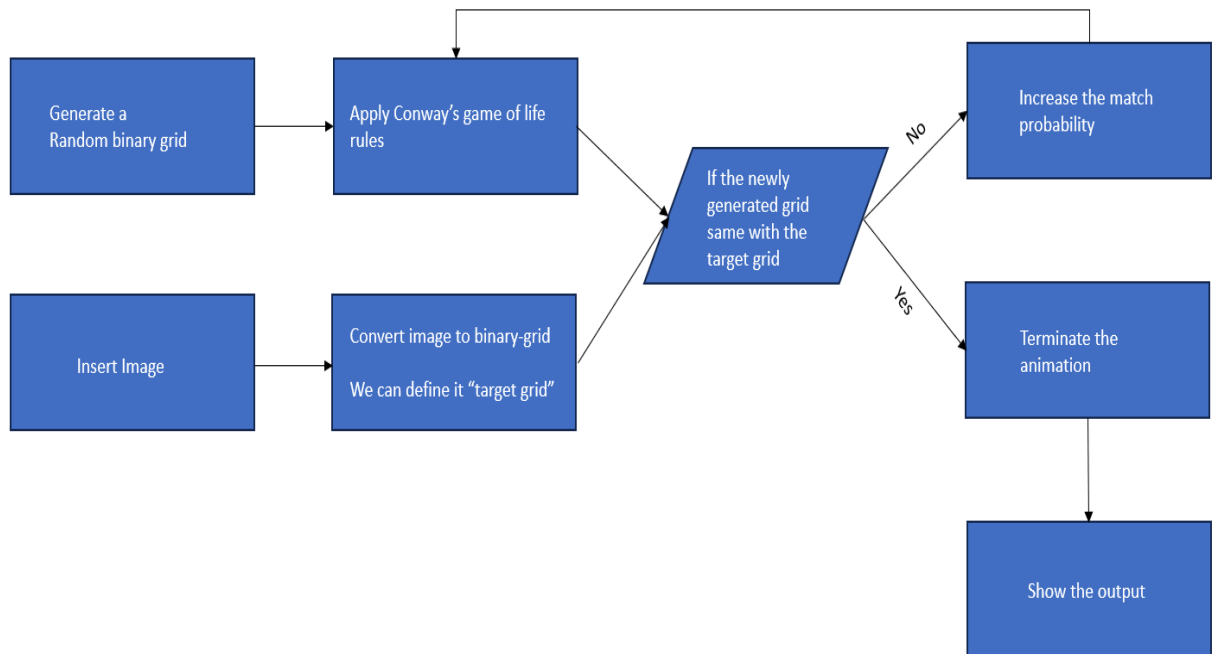 Generate a
Random binary grid
Apply Conway’s game of life
rules
If the newly
generated grid
same with the
target grid
No
Increase the match
probability
Insert Image
Convert image to binary-grid
We can define it “target grid”
Yes
Terminate the
animation
Show the output